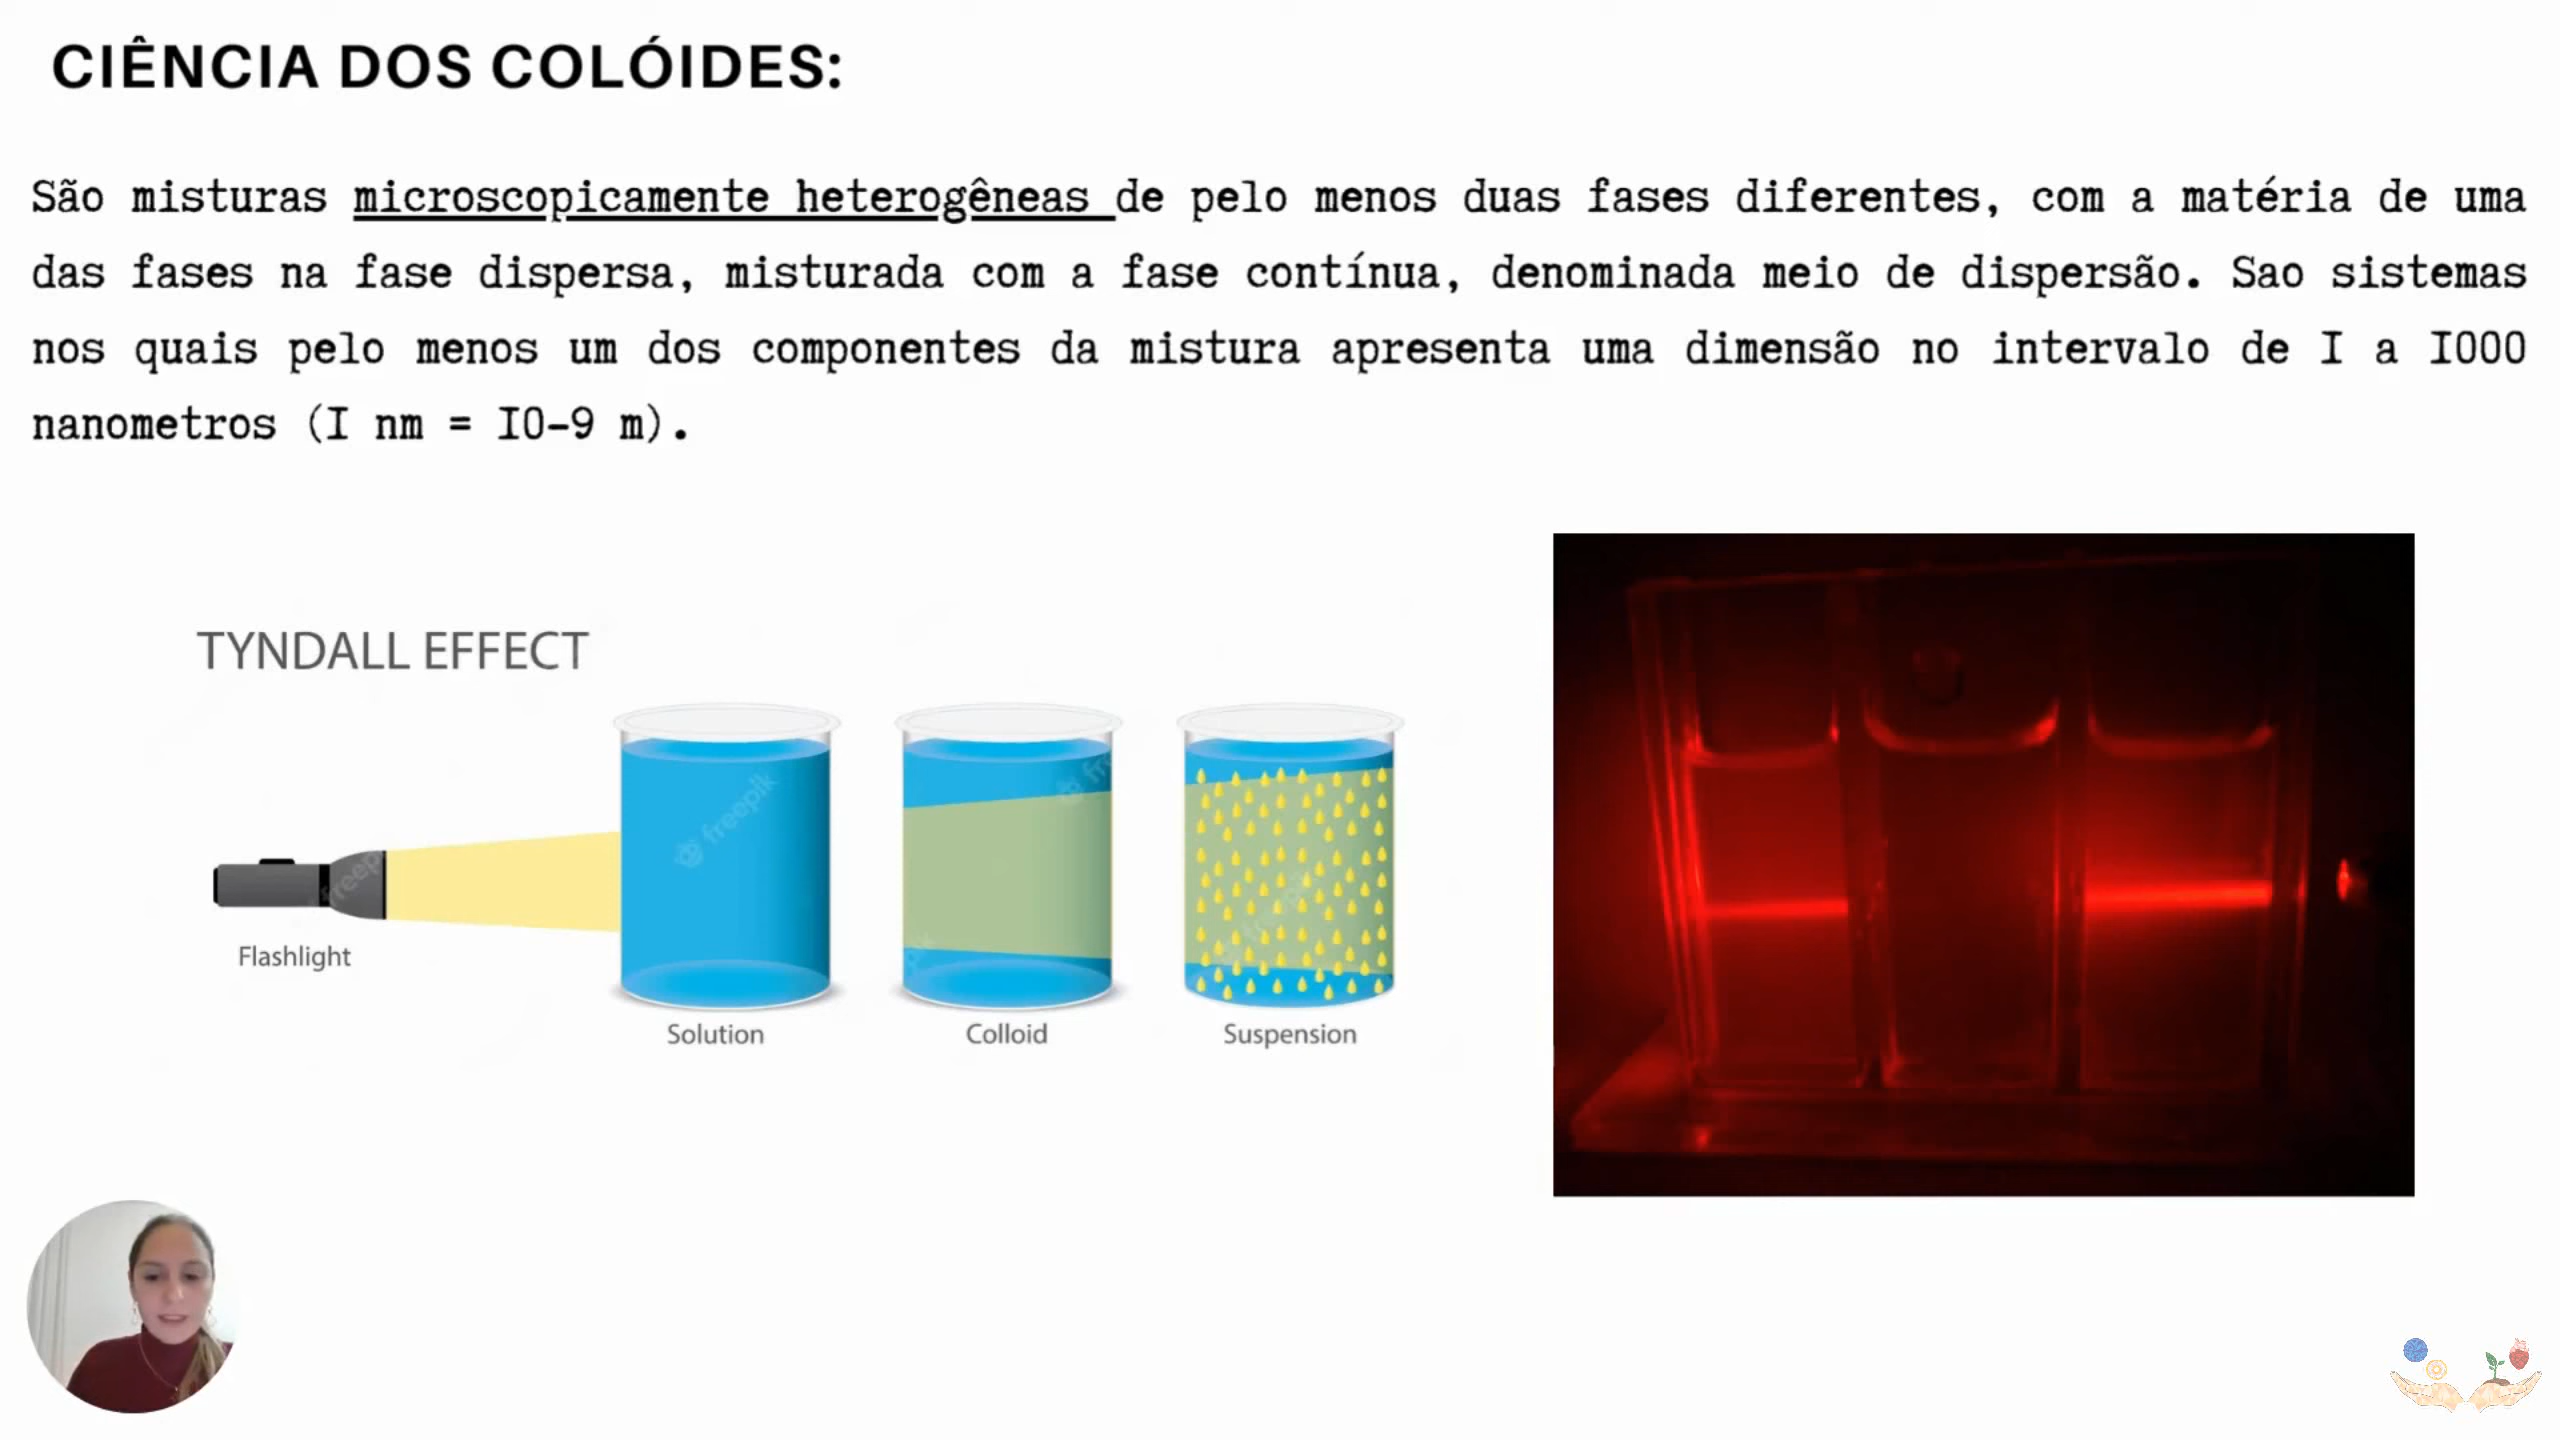 CIÊNCIA DOS COLÓIDES:
São misturas microscopicamente heterogêneas de pelo menos duas fases diferentes, com a matéria de uma
das fases na fase dispersa, misturada com a fase contínua, denominada meio de dispersão. Sao sistemas
nos quais pelo menos um dos componentes da mistura apresenta uma dimensão no intervalo de I a I000
nanometros (I nm = I0-9 m).
TYNDALL EFFECT
freepik
Flashlight
Solution
Colloid
Suspension